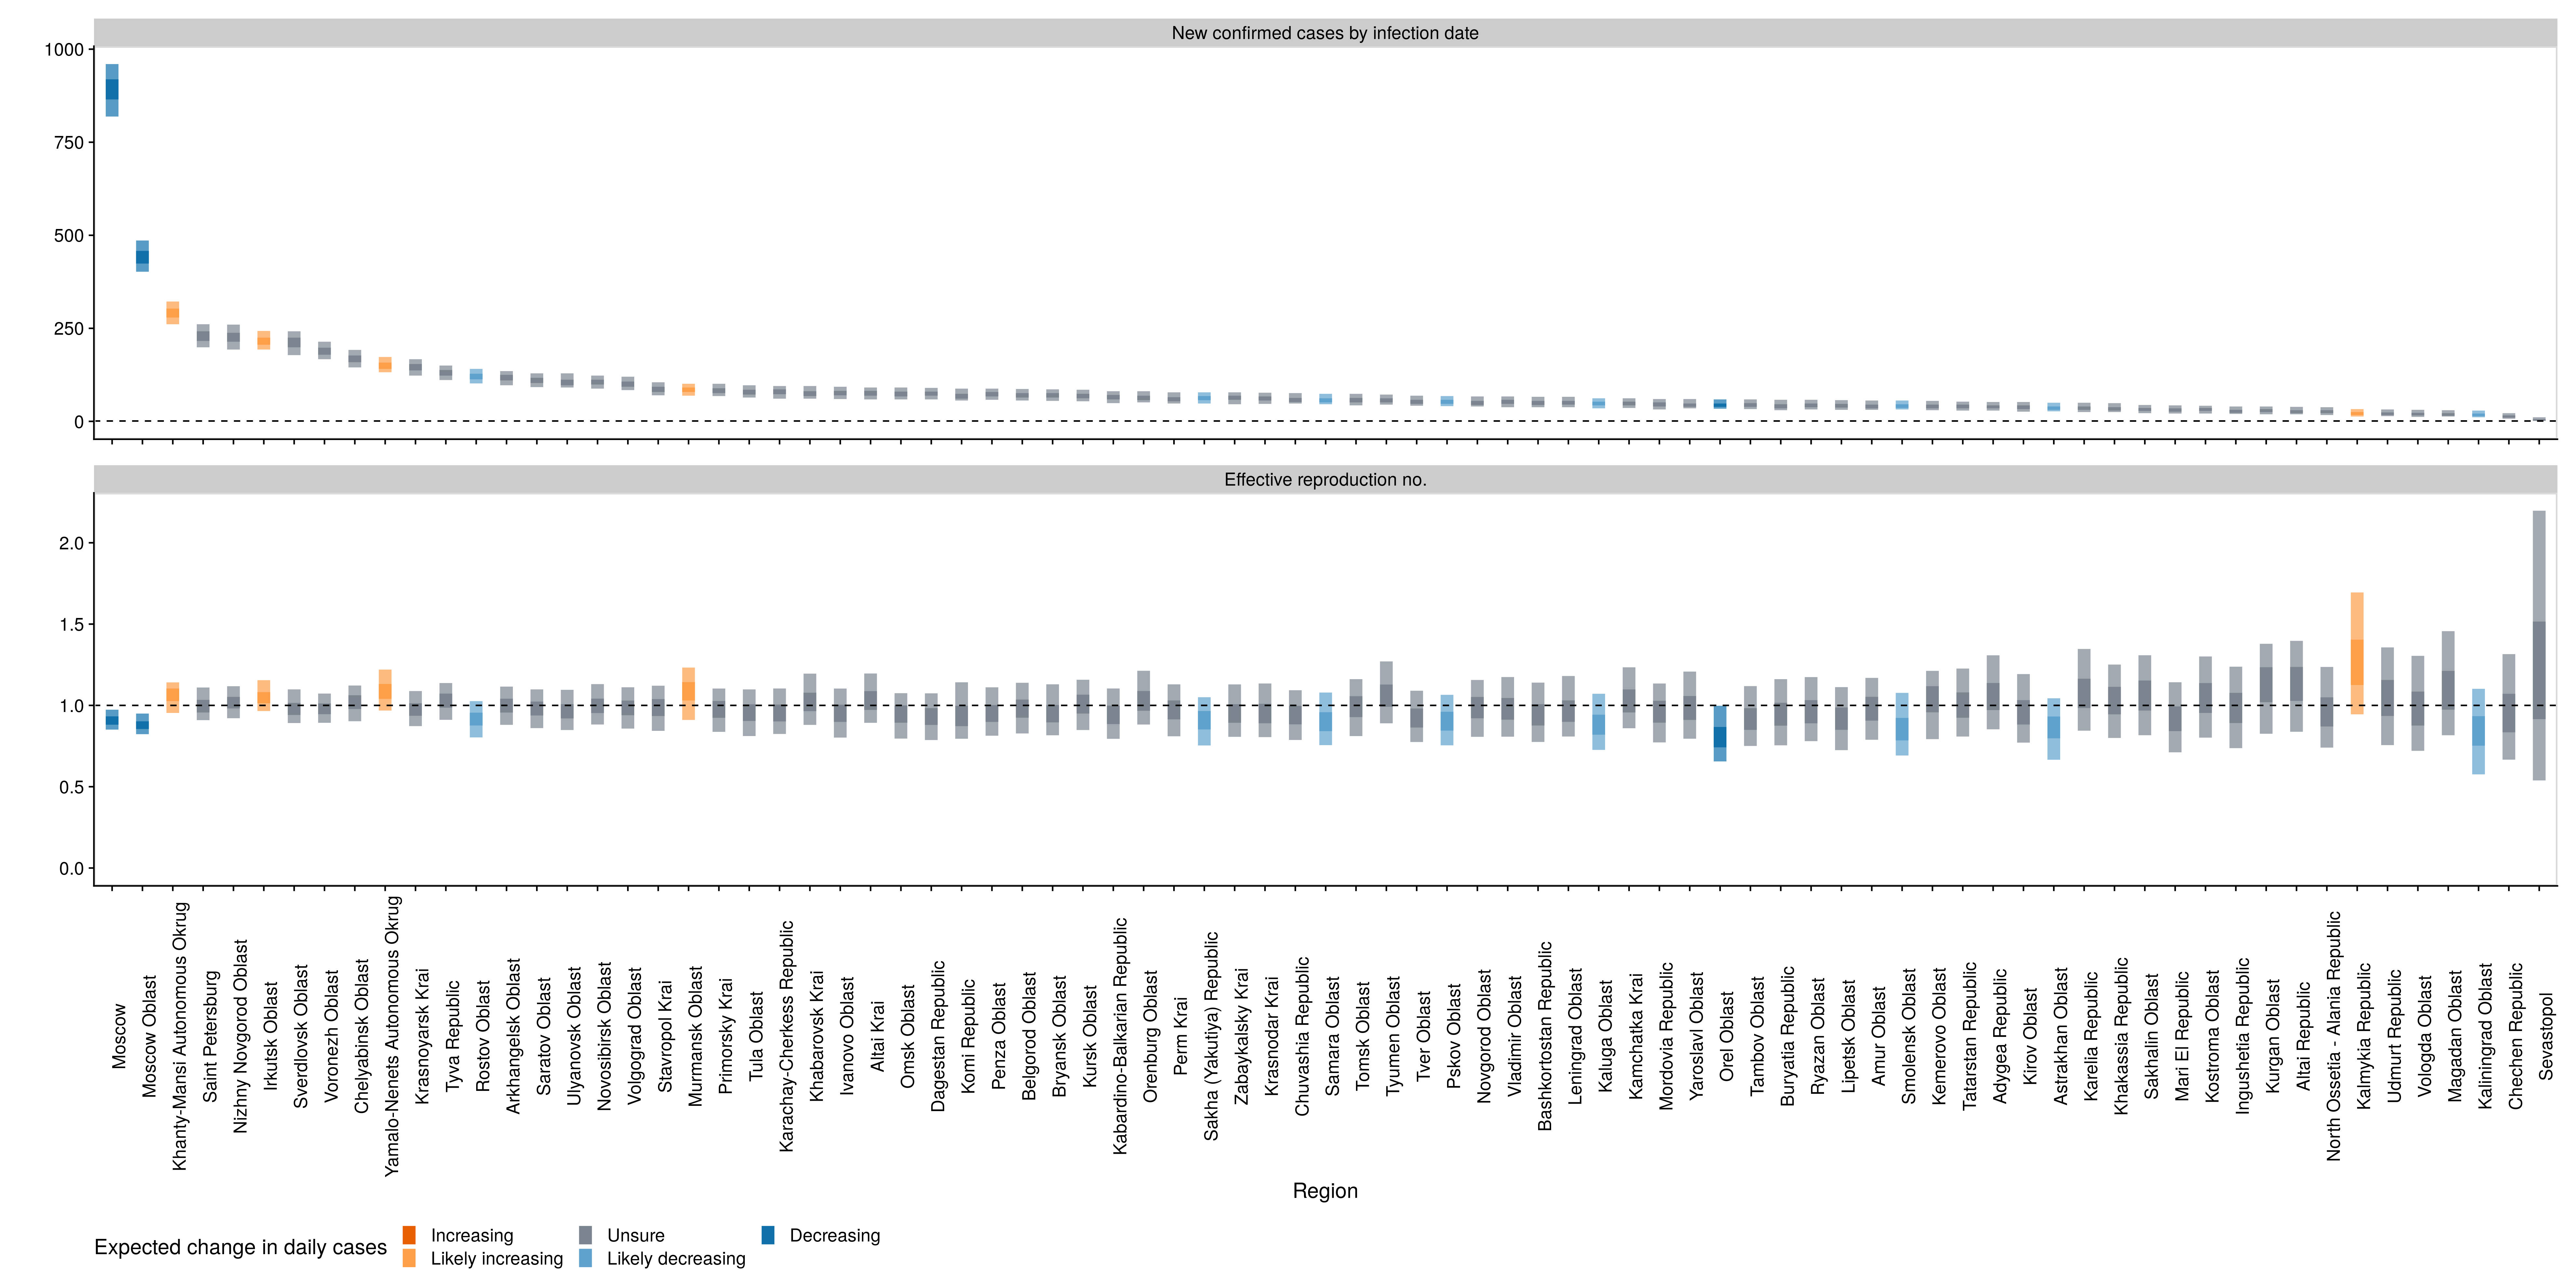 New confirmed cases by infection date
1000
750
500
250
0
Effective reproduction no.
2.0
1.5
1.0
0.5
0.0
Moscow
Moscow Oblast
Khanty-Mansi Autonomous Okrug
Saint Petersburg
Nizhny Novgorod Oblast
Irkutsk Oblast
Sverdlovsk Oblast
Voronezh Oblast
Chelyabinsk Oblast
Yamalo-Nenets Autonomous Okrug
Krasnoyarsk Krai
Tyva Republic
Rostov Oblast
Arkhangelsk Oblast
Saratov Oblast
Ulyanovsk Oblast
Novosibirsk Oblast
Volgograd Oblast
Stavropol Krai
Murmansk Oblast
Primorsky Krai
Tula Oblast
Karachay-Cherkess Republic
Khabarovsk Krai
Ivanovo Oblast
Altai Krai
Omsk Oblast
Dagestan Republic
Komi Republic
Penza Oblast
Belgorod Oblast
Bryansk Oblast
Kursk Oblast
Kabardino-Balkarian Republic
Orenburg Oblast
Perm Krai
Sakha (Yakutiya) Republic
Zabaykalsky Krai
Krasnodar Krai
Chuvashia Republic
Samara Oblast
Tomsk Oblast
Tyumen Oblast
Tver Oblast
Pskov Oblast
Novgorod Oblast
Vladimir Oblast
Bashkortostan Republic
Leningrad Oblast
Kaluga Oblast
Kamchatka Krai
Mordovia Republic
Yaroslavl Oblast
Orel Oblast
Tambov Oblast
Buryatia Republic
Ryazan Oblast
Lipetsk Oblast
Amur Oblast
Smolensk Oblast
Kemerovo Oblast
Tatarstan Republic
Adygea Republic
Kirov Oblast
Astrakhan Oblast
Karelia Republic
Khakassia Republic
Sakhalin Oblast
Mari El Republic
Kostroma Oblast
Ingushetia Republic
Kurgan Oblast
Altai Republic
North Ossetia - Alania Republic
Kalmykia Republic
Udmurt Republic
Vologda Oblast
Magadan Oblast
Kaliningrad Oblast
Chechen Republic
Sevastopol
Region
Expected change in daily cases
Increasing
Unsure
Decreasing
Likely increasing
Likely decreasing